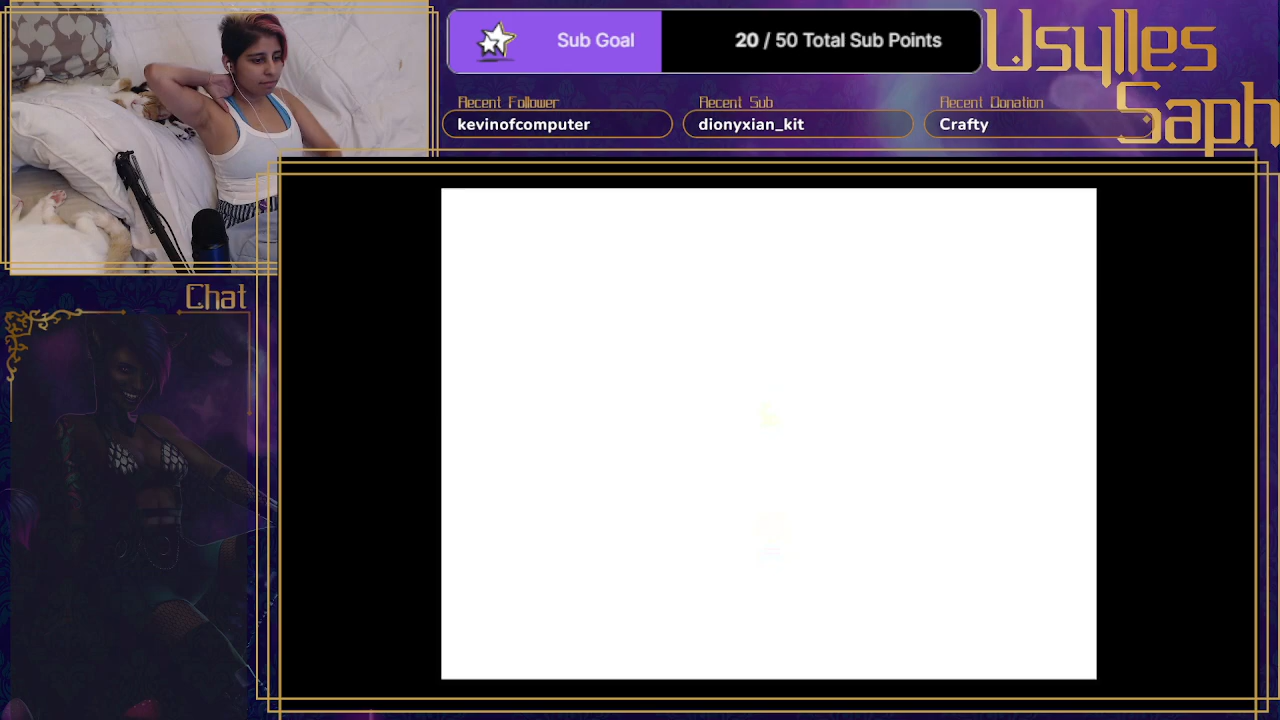 Sub Goal
20 / 50 Total Sub Points
Usylles
Saph
Recent Follower
kevinofcomputer
Recent Sub
dionyxian_kit
Recent Donation
Crafty
Chat